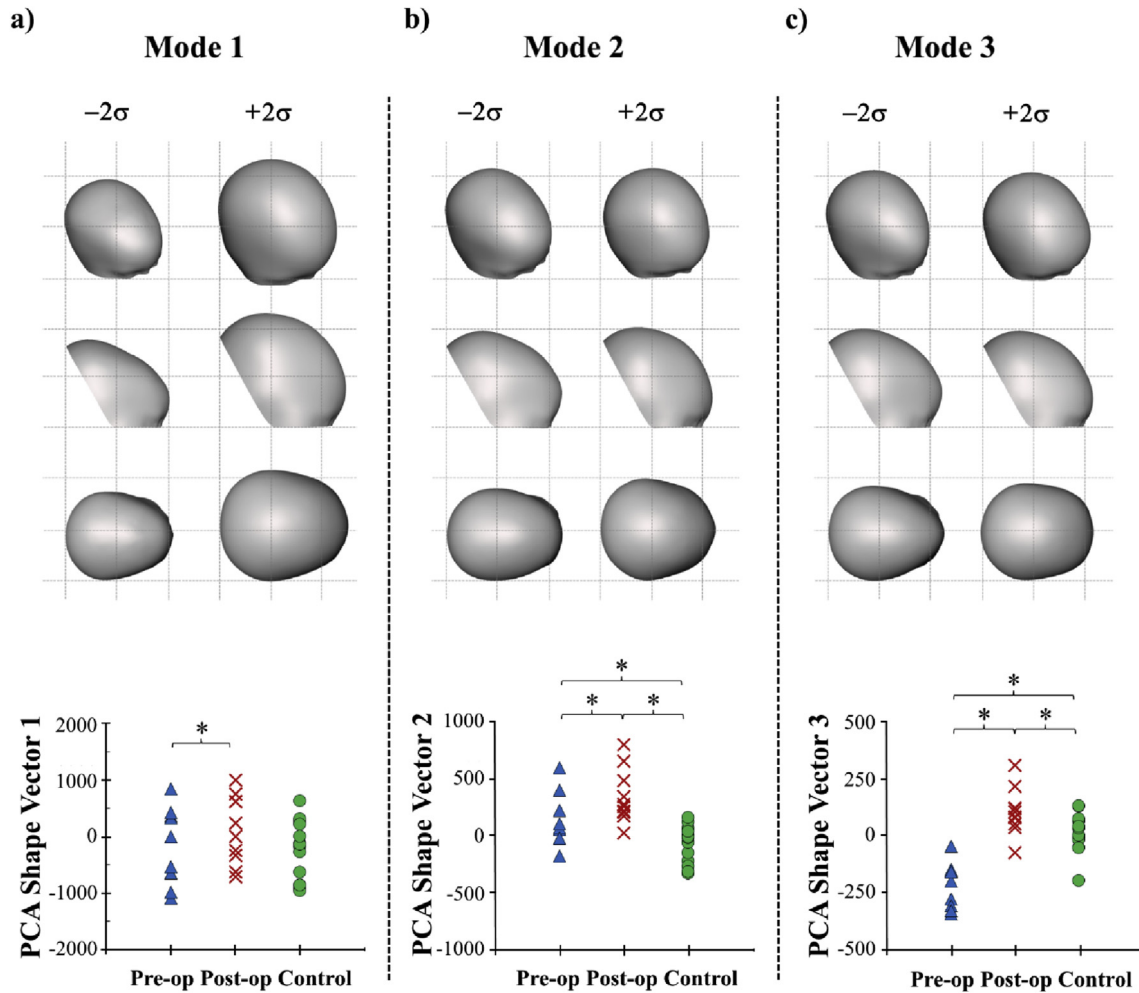 a)
Mode 1
−2σ +2σ
b)
Mode 2
−2σ +2σ
c)
Mode 3
−2σ +2σ
PCA Shape Vector 1
2000
1000
0
-1000
-2000
*
Pre-op Post-op Control
PCA Shape Vector 2
1000
500
0
-500
-1000
*
* *
Pre-op Post-op Control
PCA Shape Vector 3
500
250
0
-250
-500
*
* *
Pre-op Post-op Control